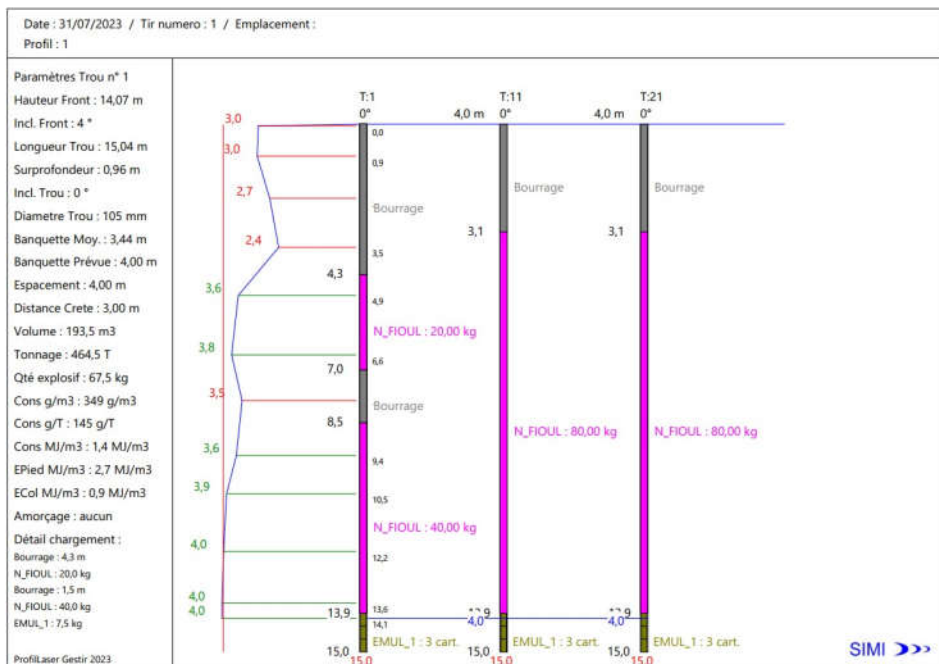 Date : 31/07/2023 / Tir numero : 1 / Emplacement :
Profil : 1
Paramètres Trou n° 1
Hauteur Front : 14,07 m
Incl. Front : 4 °
Longueur Trou : 15,04 m
Surprofondeur : 0,96 m
Incl. Trou : 0 °
Diametre Trou : 105 mm
Banquette Moy. : 3,44 m
Banquette Prévue : 4,00 m
Espacement : 4,00 m
Distance Crete : 3,00 m
Volume : 193,5 m3
Tonnage : 464,5 T
Qté explosif : 67,5 kg
Cons g/m3 : 349 g/m3
Cons g/T : 145 g/T
Cons MJ/m3 : 1,4 MJ/m3
EPied MJ/m3 : 2,7 MJ/m3
ECol MJ/m3 : 0,9 MJ/m3
Amorçage : aucun
Détail chargement :
Bourrage : 4,3 m
N_FIOUL : 20,0 kg
Bourrage : 1,5 m
N_FIOUL : 40,0 kg
EMUL_1 : 7,5 kg
ProfilLaser Gestir 2023
T:1 T:11 T:21
0° 4,0 m 0° 4,0 m 0°
3,0 0,0
3,0 0,9
2,7 Bourrage Bourrage
Bourrage
2,4 3,5 3,1 3,1
4,3
3,6 4,9
N_FIOUL : 20,00 kg
3,8 6,6
7,0
3,5 Bourrage
8,5
N_FIOUL : 80,00 kg N_FIOUL : 80,00 kg
3,6 9,4
3,9 10,5
N_FIOUL : 40,00 kg
4,0 12,2
4,0 13,9 13,6
4,0 14,1 4,0 4,0
EMUL_1 : 3 cart. EMUL_1 : 3 cart. EMUL_1 : 3 cart.
15,0 15,0 15,0
15,0 15,0 15,0
SIMI